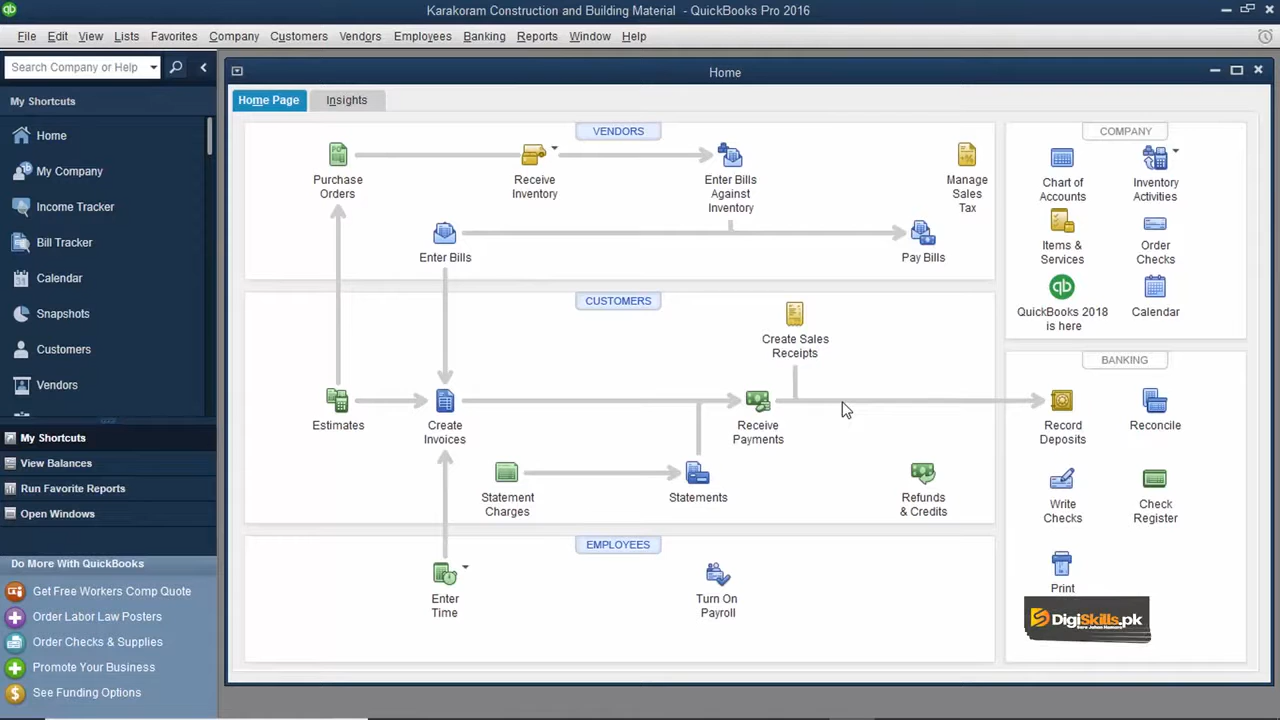 qb
Karakoram Construction and Building Material - QuickBooks Pro 2016
File Edit View Lists Favorites Company Customers Vendors Employees Banking Reports Window Help
Search Company or Help
My Shortcuts
Home
My Company
Income Tracker
Bill Tracker
Calendar
Snapshots
Customers
Vendors
My Shortcuts
View Balances
Run Favorite Reports
Open Windows
Do More With QuickBooks
Get Free Workers Comp Quote
Order Labor Law Posters
Order Checks & Supplies
Promote Your Business
See Funding Options
Home
Home Page Insights
VENDORS
Purchase
Orders
Receive
Inventory
Enter Bills
Against
Inventory
Manage
Sales
Tax
Enter Bills
Pay Bills
CUSTOMERS
Create Sales
Receipts
Estimates
Create
Invoices
Receive
Payments
Statement
Charges
Statements
Refunds
& Credits
EMPLOYEES
Enter
Time
Turn On
Payroll
COMPANY
Chart of
Accounts
Inventory
Activities
Items &
Services
Order
Checks
qb
QuickBooks 2018
is here
Calendar
BANKING
Record
Deposits
Reconcile
Write
Checks
Check
Register
Print
DigiSkills.pk